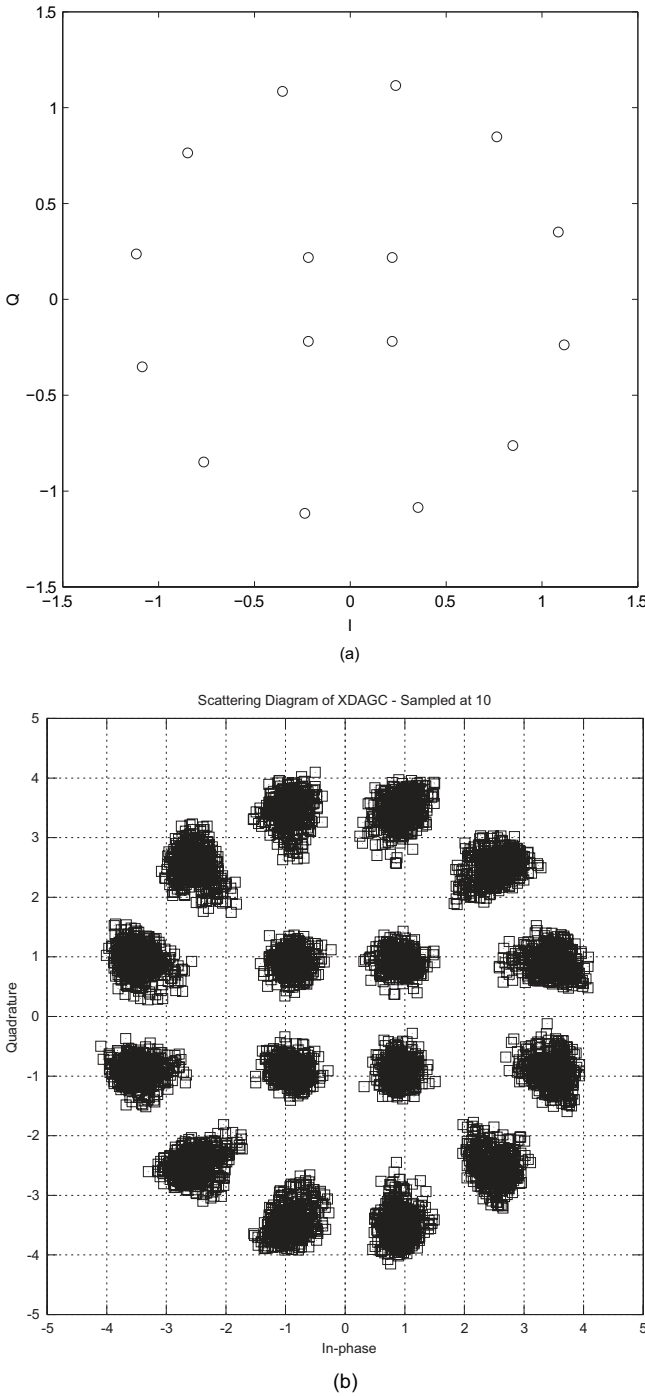 1.5
1
0.5
0
−0.5
−1
−1.5
−1.5 −1 −0.5 0 0.5 1 1.5
Q
I
(a)
Scattering Diagram of XDAGC - Sampled at 10
5
4
3
2
1
0
-1
-2
-3
-4
-5
-5 -4 -3 -2 -1 0 1 2 3 4 5
Quadrature
In-phase
(b)